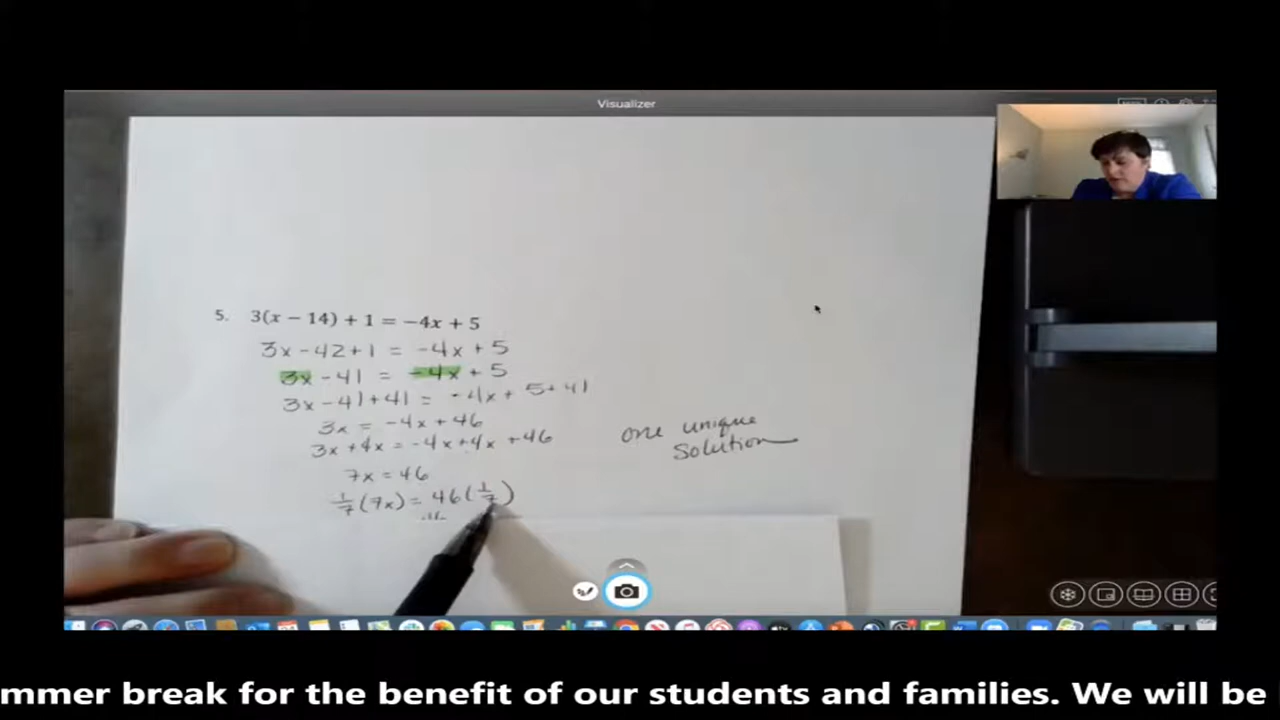 Visualizer
5. 3(x − 14) + 1 = −4x + 5
3x - 42 + 1 = -4x + 5
3x - 41 = -4x + 5
3x - 41 + 41 = -4x + 5 + 41
3x = -4x + 46
3x + 4x = -4x + 4x + 46
one unique
solution
7x = 46
1/7 (7x) = 46 (1/7)
mmer break for the benefit of our students and families. We will be